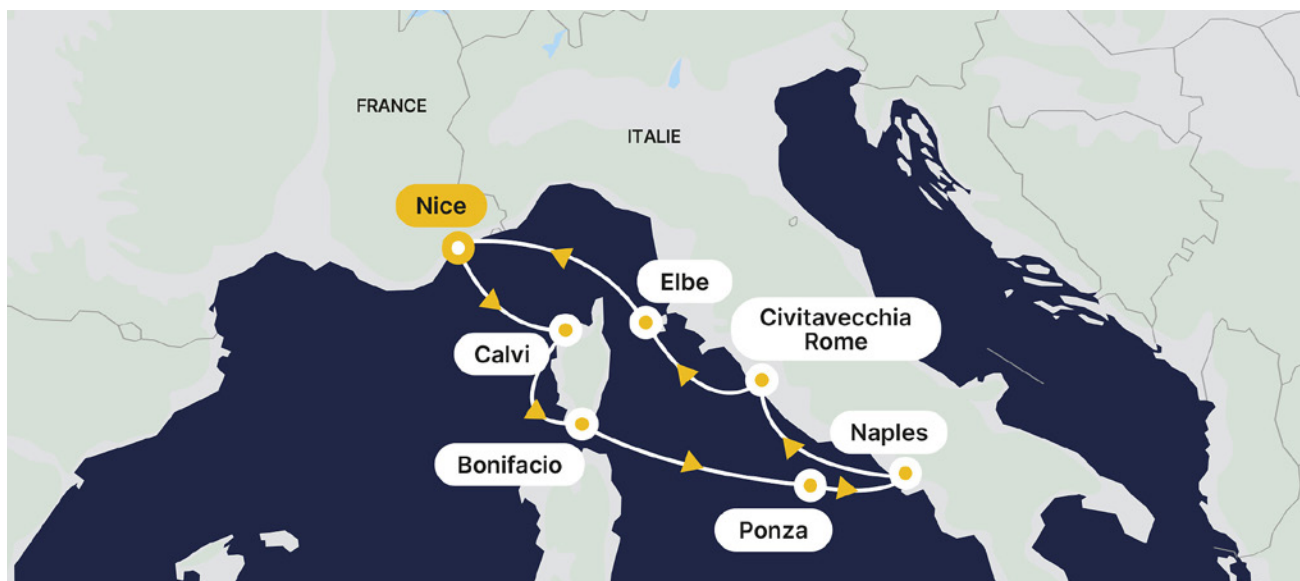 FRANCE
ITALIE
Nice
Elbe
Civitavecchia
Rome
Calvi
Naples
Bonifacio
Ponza